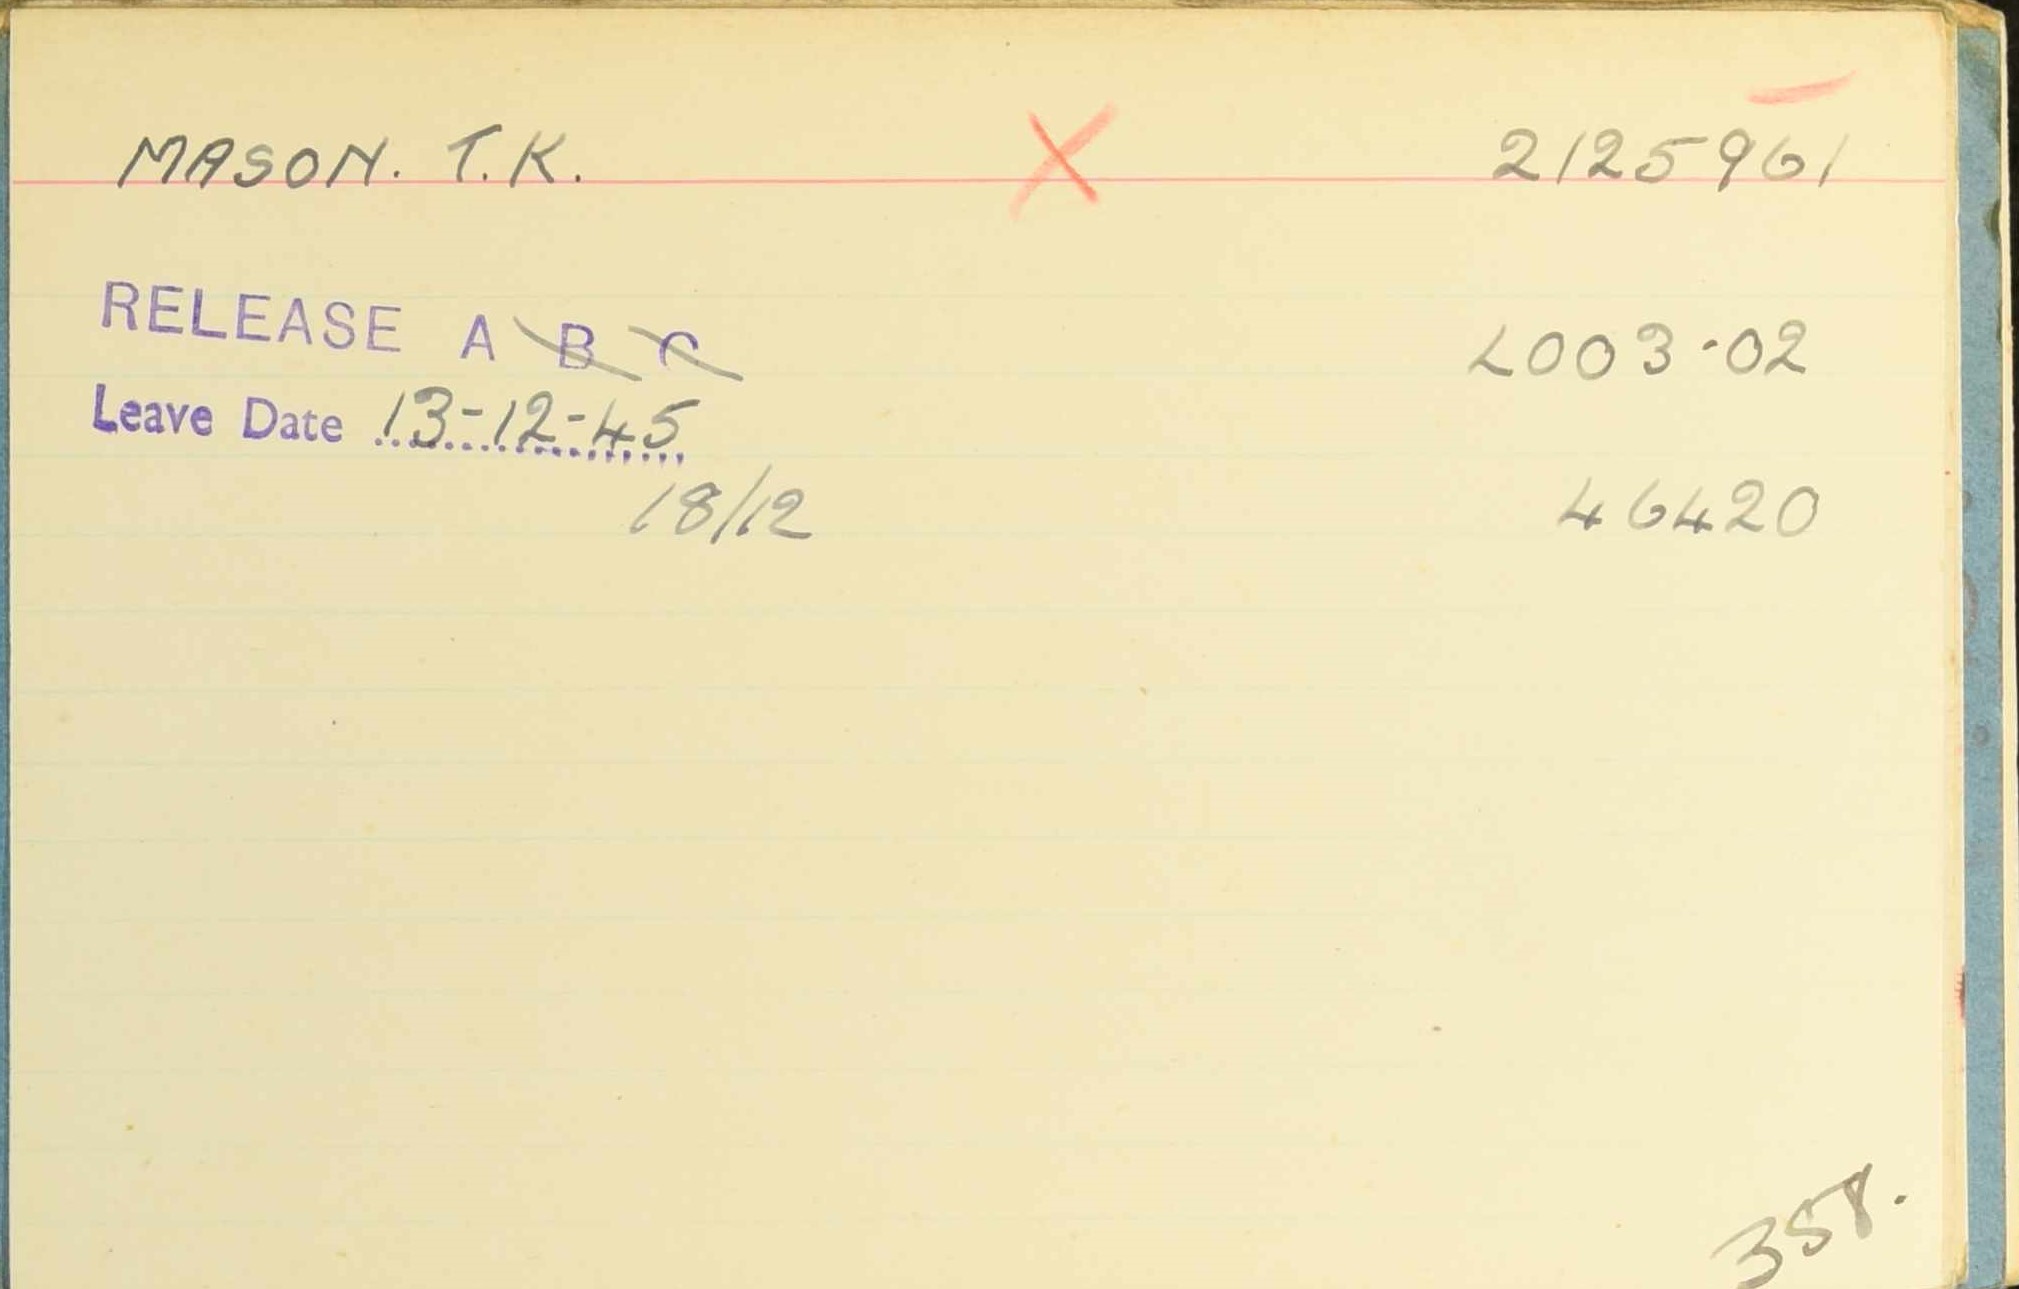 MASON. T.K. X 2125961
RELEASE A B C
L003·02
Leave Date 13-12-45
18/12
46420
358.